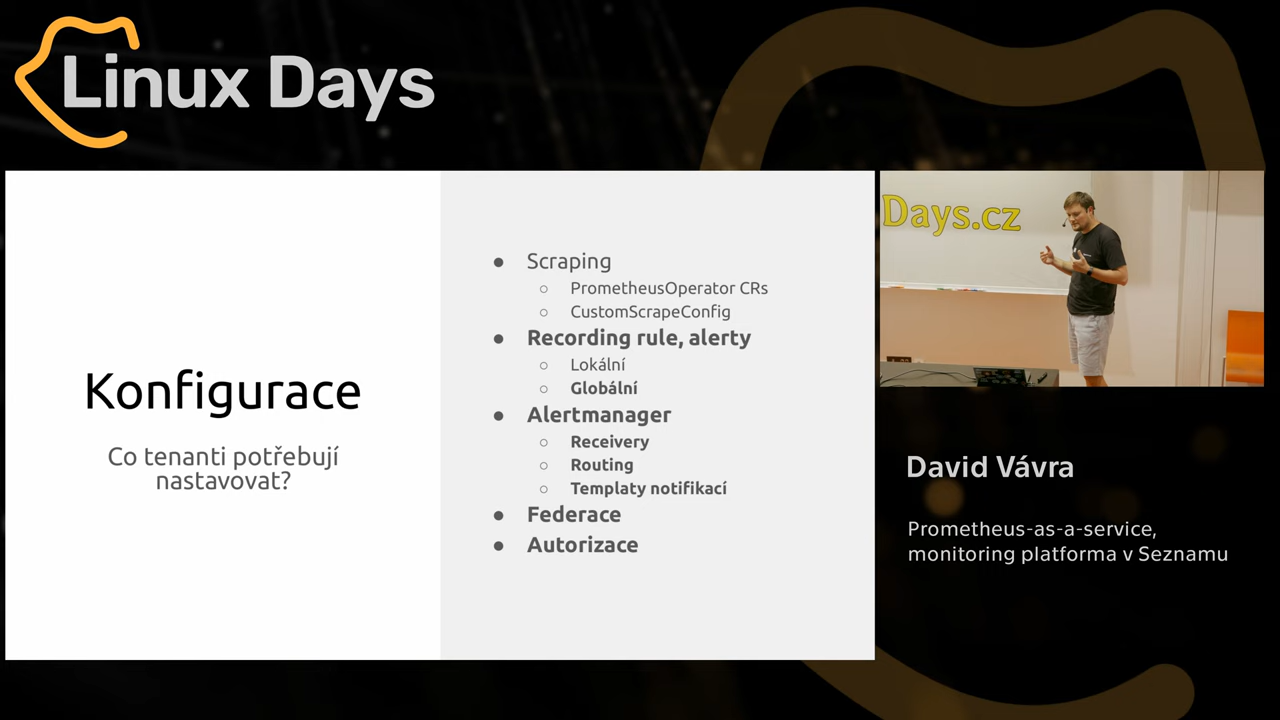 Linux Days
Konfigurace
Co tenanti potřebují
nastavovat?
● Scraping
○ PrometheusOperator CRs
○ CustomScrapeConfig
● Recording rule, alerty
○ Lokální
○ Globální
● Alertmanager
○ Receivery
○ Routing
○ Templaty notifikací
● Federace
● Autorizace
Days.cz
David Vávra
Prometheus-as-a-service,
monitoring platforma v Seznamu